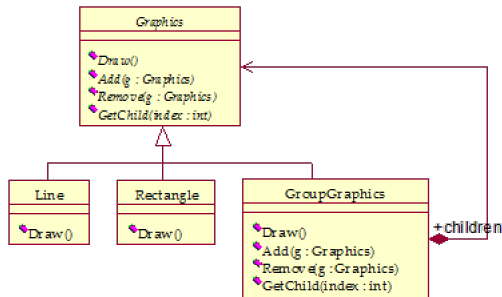 Graphics
Draw()
Add(g : Graphics)
Remove(g : Graphics)
GetChild(index : int)
Line
Draw()
Rectangle
Draw()
GroupGraphics
Draw()
Add(g : Graphics)
Remove(g : Graphics)
GetChild(index : int)
+children